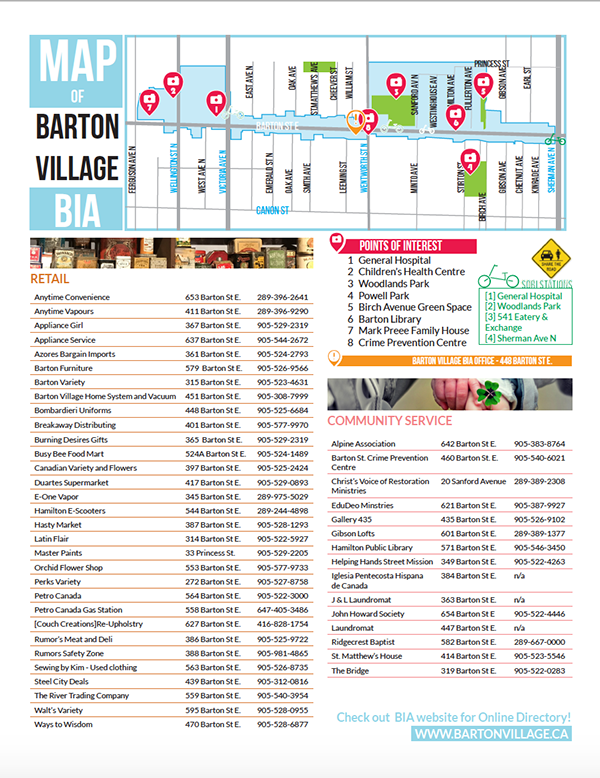 MAP
OF
BARTON
VILLAGE
BIA
PRINCESS ST
EAST AVE N
OAK AVE
ST.MATTHEW'S AVE
CHEEVER ST
WILLIAM ST
SANFORD AV N
WESTINGHOUSE AV
MILTON AVE
FULLERTON AVE
GIBSON AVE
EARL ST
7
2
1
3
5
6
8
4
BARTON ST E
FERGUSON AVE N
WELLINGTON ST N
WEST AVE N
VICTORIA AVE N
EMERALD ST N
OAK AVE
SMITH AVE
LEEMING ST
WENTWORTH ST N
MINTO AVE
STIRTON ST
BIRCH AVE
GIBSON AVE
CHETNUT AVE
KINRADE AVE
SHERMAN AVE N
CANON ST
RETAIL
Anytime Convenience 653 Barton St E. 289-396-2641
Anytime Vapours 411 Barton St E. 289-396-9290
Appliance Girl 367 Barton St E. 905-529-2319
Appliance Service 637 Barton St E. 905-544-2672
Azores Bargain Imports 361 Barton St E. 905-524-2793
Barton Furniture 579 Barton St E. 905-526-9566
Barton Variety 315 Barton St E. 905-523-4631
Barton Village Home System and Vacuum 451 Barton St E. 905-308-7999
Bombardieri Uniforms 448 Barton St E. 905-525-6684
Breakaway Distributing 401 Barton St E. 905-577-9970
Burning Desires Gifts 365 Barton St E. 905-529-2319
Busy Bee Food Mart 524A Barton St E. 905-524-1489
Canadian Variety and Flowers 397 Barton St E. 905-525-2424
Duartes Supermarket 417 Barton St E. 905-529-0893
E-One Vapor 345 Barton St E. 289-975-5029
Hamilton E-Scooters 544 Barton St E. 289-244-4898
Hasty Market 387 Barton St E. 905-528-1293
Latin Flair 314 Barton St E. 905-522-5927
Master Paints 33 Princess St. 905-529-2205
Orchid Flower Shop 553 Barton St E. 905-577-9733
Perks Variety 272 Barton St E. 905-527-8758
Petro Canada 564 Barton St E. 905-522-3000
Petro Canada Gas Station 558 Barton St E. 647-405-3486
[Couch Creations]Re-Upholstry 627 Barton St E. 416-828-1754
Rumor's Meat and Deli 386 Barton St E. 905-525-9722
Rumors Safety Zone 388 Barton St E. 905-981-4865
Sewing by Kim - Used clothing 563 Barton St E. 905-526-8735
Steel City Deals 439 Barton St E. 905-312-0816
The River Trading Company 559 Barton St E. 905-540-3954
Walt's Variety 595 Barton St E. 905-528-0955
Ways to Wisdom 470 Barton St E. 905-528-6877
POINTS OF INTEREST
1 General Hospital
2 Children's Health Centre
3 Woodlands Park
4 Powell Park
5 Birch Avenue Green Space
6 Barton Library
7 Mark Preee Family House
8 Crime Prevention Centre
SHARE THE
ROAD
SOBI STATIONS
[1] General Hospital
[2] Woodlands Park
[3] 541 Eatery &
Exchange
[4] Sherman Ave N
BARTON VILLAGE BIA OFFICE - 448 BARTON ST E.
COMMUNITY SERVICE
Alpine Association 642 Barton St E. 905-383-8764
Barton St. Crime Prevention 460 Barton St. E. 905-540-6021
Centre
Christ's Voice of Restoration 20 Sanford Avenue 289-389-2308
Ministries
EduDeo Minstries 621 Barton St E. 905-387-9927
Gallery 435 435 Barton St E. 905-526-9102
Gibson Lofts 601 Barton St E. 289-389-1377
Hamilton Public Library 571 Barton St E. 905-546-3450
Helping Hands Street Mission 349 Barton St E. 905-522-4263
Iglesia Pentecosta Hispana 384 Barton St E. n/a
de Canada
J & L Laundromat 363 Barton St E. n/a
John Howard Society 654 Barton St E 905-522-4446
Laundromat 447 Barton St E. n/a
Ridgecrest Baptist 582 Barton St E. 289-667-0000
St. Matthew's House 414 Barton St E. 905-523-5546
The Bridge 319 Barton St E. 905-522-0283
Check out BIA website for Online Directory!
WWW.BARTONVILLAGE.CA